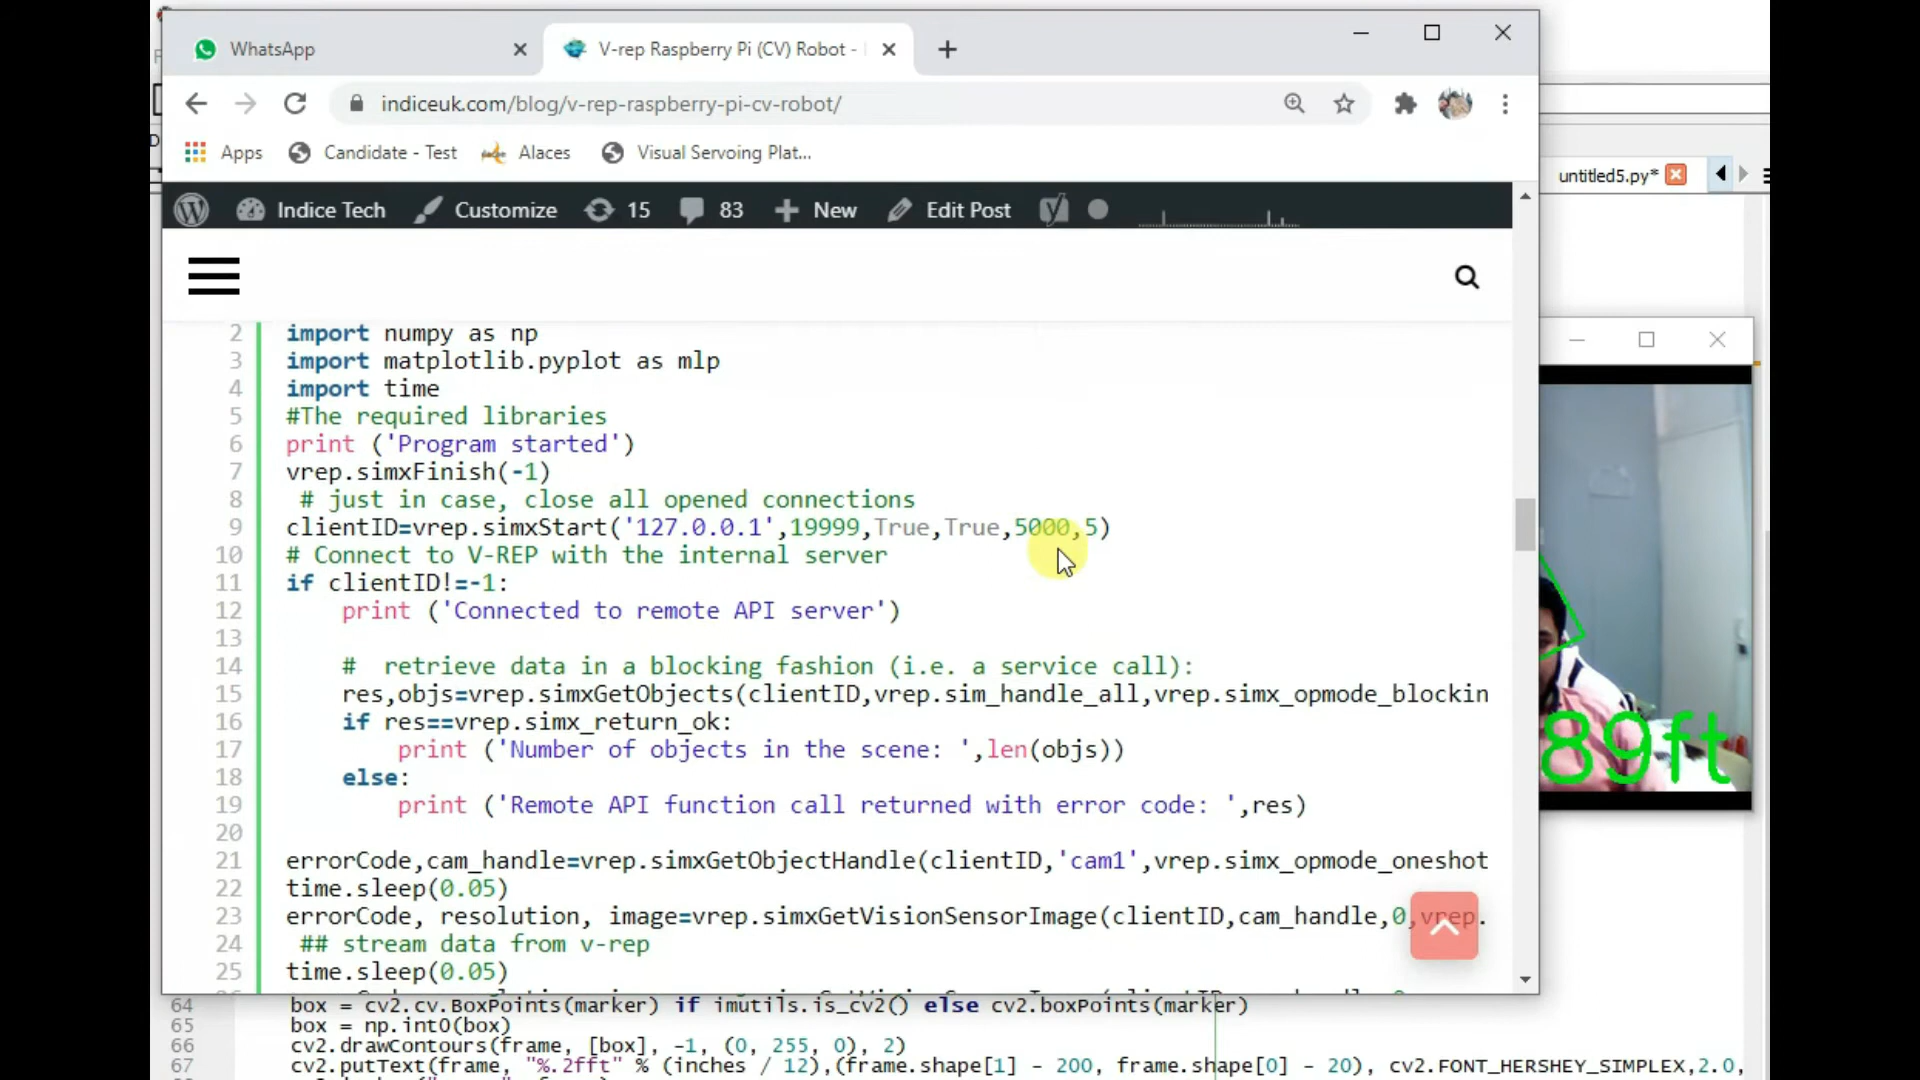 WhatsApp
V-rep Raspberry Pi (CV) Robot -
indiceuk.com/blog/v-rep-raspberry-pi-cv-robot/
Apps
Candidate - Test
Alaces
Visual Servoing Plat...
untitled5.py*
Indice Tech
Customize
15
83
New
Edit Post
2 import numpy as np
3 import matplotlib.pyplot as mlp
4 import time
5 #The required libraries
6 print ('Program started')
7 vrep.simxFinish(-1)
8 # just in case, close all opened connections
9 clientID=vrep.simxStart('127.0.0.1',19999,True,True,5000,5)
10 # Connect to V-REP with the internal server
11 if clientID!=-1:
12 print ('Connected to remote API server')
13
14 # retrieve data in a blocking fashion (i.e. a service call):
15 res,objs=vrep.simxGetObjects(clientID,vrep.sim_handle_all,vrep.simx_opmode_blockin
16 if res==vrep.simx_return_ok:
17 print ('Number of objects in the scene: ',len(objs))
18 else:
19 print ('Remote API function call returned with error code: ',res)
20
21 errorCode,cam_handle=vrep.simxGetObjectHandle(clientID,'cam1',vrep.simx_opmode_oneshot
22 time.sleep(0.05)
23 errorCode, resolution, image=vrep.simxGetVisionSensorImage(clientID,cam_handle,0,vrep.
24 ## stream data from v-rep
25 time.sleep(0.05)
89ft
64 box = cv2.cv.BoxPoints(marker) if imutils.is_cv2() else cv2.boxPoints(marker)
65 box = np.int0(box)
66 cv2.drawContours(frame, [box], -1, (0, 255, 0), 2)
67 cv2.putText(frame, "%.2fft" % (inches / 12),(frame.shape[1] - 200, frame.shape[0] - 20), cv2.FONT_HERSHEY_SIMPLEX,2.0,